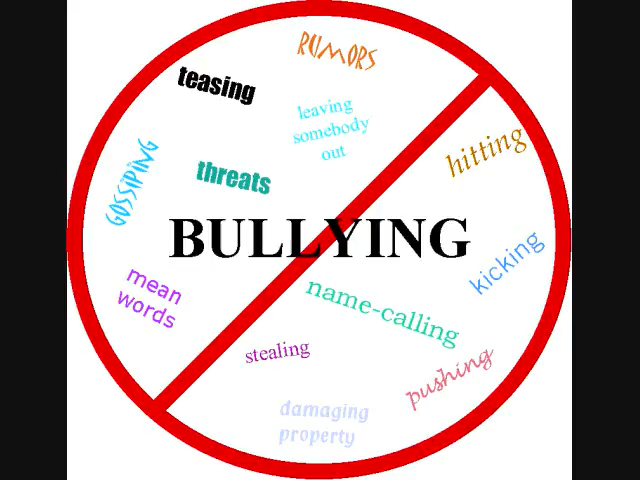 RUMORS
teasing
leaving
somebody
out
hitting
GOSSIPING
threats
BULLYING
kicking
mean
words
name-calling
stealing
pushing
damaging
property